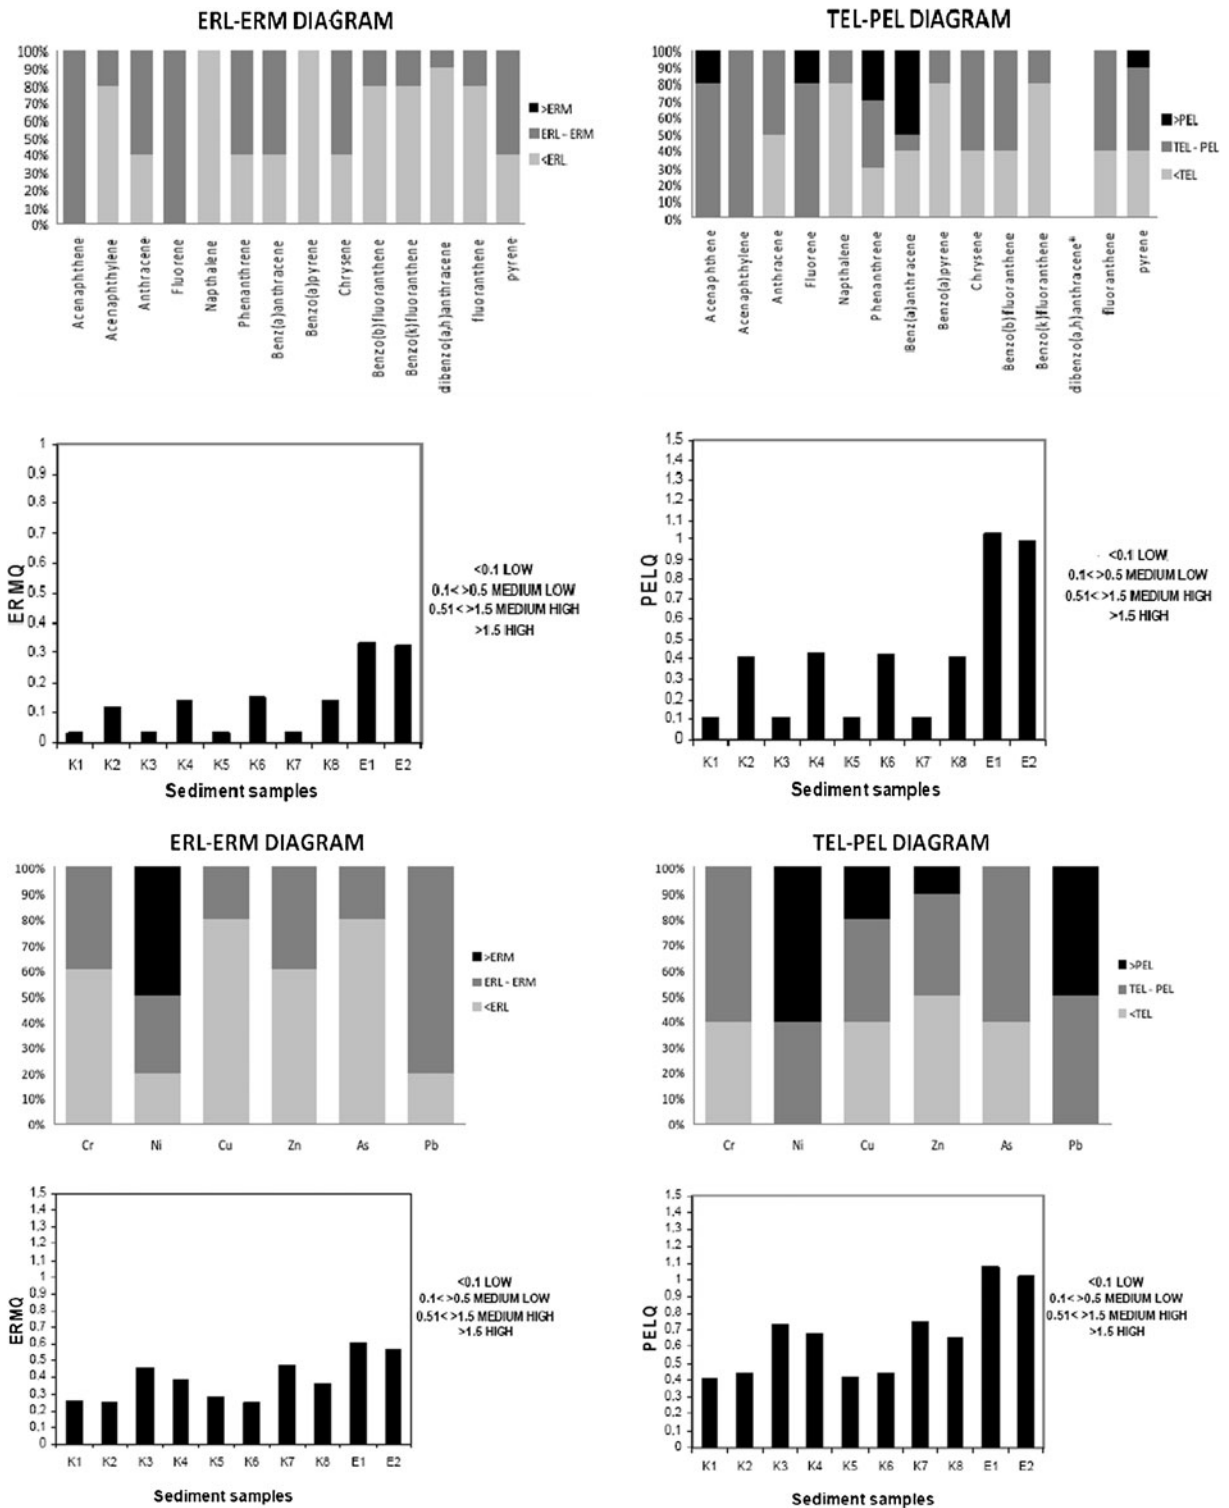 ERL-ERM DIAGRAM
100%
90%
80%
70%
60%
50%
40%
30%
20%
10%
0%
>ERM
ERL - ERM
<ERL
Acenaphthene
Acenaphthylene
Anthracene
Fluorene
Napthalene
Phenanthrene
Benz(a)anthracene
Benzo(a)pyrene
Chrysene
Benzo(b)fluoranthene
Benzo(k)fluoranthene
dibenzo(a,h)anthracene
fluoranthene
pyrene
TEL-PEL DIAGRAM
100%
90%
80%
70%
60%
50%
40%
30%
20%
10%
0%
>PEL
TEL - PEL
<TEL
Acenaphthene
Acenaphthylene
Anthracene
Fluorene
Napthalene
Phenanthrene
Benz(a)anthracene
Benzo(a)pyrene
Chrysene
Benzo(b)fluoranthene
Benzo(k)fluoranthene
dibenzo(a,h)anthracene*
fluoranthene
pyrene
ERMQ
1
0.9
0.8
0.7
0.6
0.5
0.4
0.3
0.2
0.1
0
K1 K2 K3 K4 K5 K6 K7 K8 E1 E2
Sediment samples
<0.1 LOW
0.1< >0.5 MEDIUM LOW
0.51< >1.5 MEDIUM HIGH
>1.5 HIGH
PELQ
1.5
1.4
1.3
1.2
1.1
1
0.9
0.8
0.7
0.6
0.5
0.4
0.3
0.2
0.1
0
K1 K2 K3 K4 K5 K6 K7 K8 E1 E2
Sediment samples
<0.1 LOW
0.1< >0.5 MEDIUM LOW
0.51< >1.5 MEDIUM HIGH
>1.5 HIGH
ERL-ERM DIAGRAM
100%
90%
80%
70%
60%
50%
40%
30%
20%
10%
0%
Cr Ni Cu Zn As Pb
>ERM
ERL - ERM
<ERL
TEL-PEL DIAGRAM
100%
90%
80%
70%
60%
50%
40%
30%
20%
10%
0%
Cr Ni Cu Zn As Pb
>PEL
TEL - PEL
<TEL
ERMQ
1.5
1.4
1.3
1.2
1.1
1
0.9
0.8
0.7
0.6
0.5
0.4
0.3
0.2
0.1
0
K1 K2 K3 K4 K5 K6 K7 K8 E1 E2
Sediment samples
<0.1 LOW
0.1< >0.5 MEDIUM LOW
0.51< >1.5 MEDIUM HIGH
>1.5 HIGH
PELQ
1.5
1.4
1.3
1.2
1.1
1
0.9
0.8
0.7
0.6
0.5
0.4
0.3
0.2
0.1
0
K1 K2 K3 K4 K5 K6 K7 K8 E1 E2
Sediment samples
<0.1 LOW
0.1< >0.5 MEDIUM LOW
0.51< >1.5 MEDIUM HIGH
>1.5 HIGH